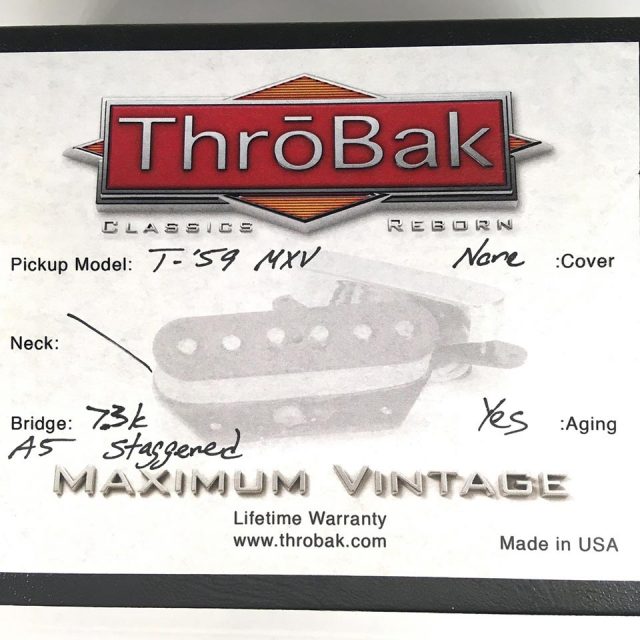 ThrōBak
CLASSICS REBORN
Pickup Model: T-'59 MXV None :Cover
Neck:
Bridge: 7.3k Yes :Aging
A5 Staggered
MAXIMUM VINTAGE
Lifetime Warranty
www.throbak.com
Made in USA